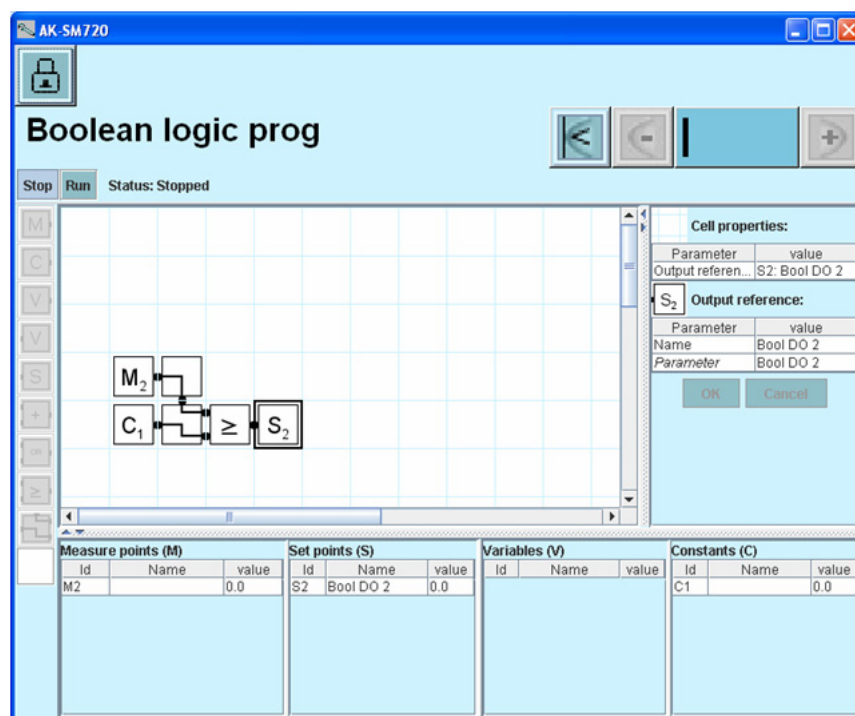 AK-SM720
Boolean logic prog
Stop Run Status: Stopped
M
C
V
V
S
+
OR
≥
M2
C1 ≥ S2
Cell properties:
Parameter value
Output referen... S2: Bool DO 2
S2 Output reference:
Parameter value
Name Bool DO 2
Parameter Bool DO 2
OK Cancel
Measure points (M) Set points (S) Variables (V) Constants (C)
Id Name value Id Name value Id Name value Id Name value
M2 0.0 S2 Bool DO 2 0.0 C1 0.0